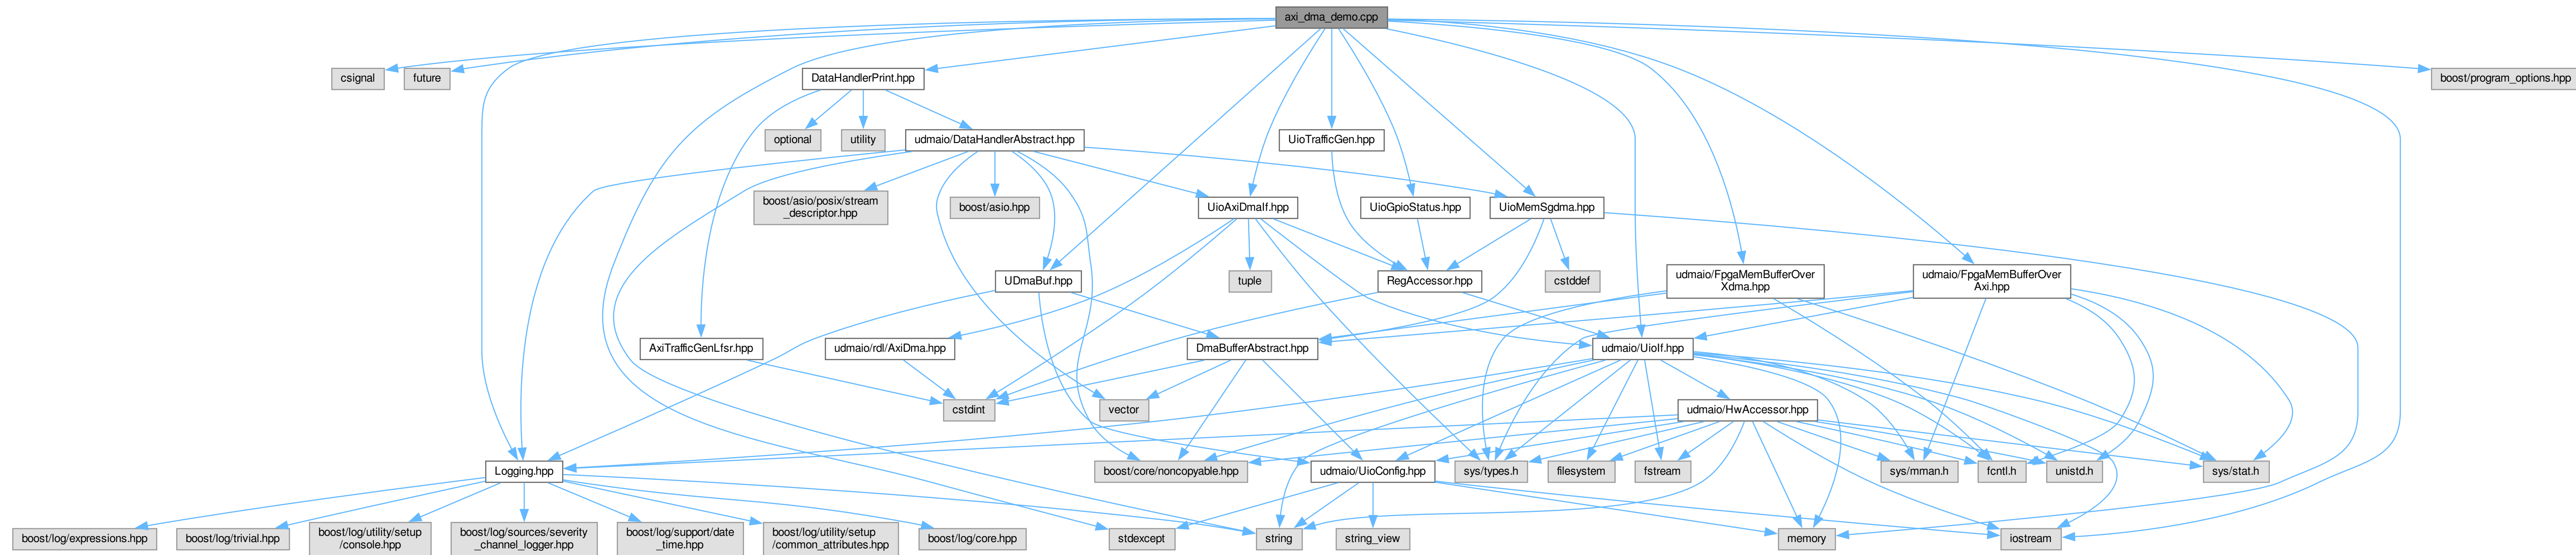 axi_dma_demo.cpp
csignal
future
DataHandlerPrint.hpp
boost/program_options.hpp
optional
utility
udmaio/DataHandlerAbstract.hpp
UioTrafficGen.hpp
boost/asio/posix/stream
_descriptor.hpp
boost/asio.hpp
UioAxiDmaIf.hpp
UioGpioStatus.hpp
UioMemSgdma.hpp
UDmaBuf.hpp
tuple
RegAccessor.hpp
cstddef
udmaio/FpgaMemBufferOver
Xdma.hpp
udmaio/FpgaMemBufferOver
Axi.hpp
AxiTrafficGenLfsr.hpp
udmaio/rdl/AxiDma.hpp
DmaBufferAbstract.hpp
udmaio/UioIf.hpp
cstdint
vector
udmaio/HwAccessor.hpp
Logging.hpp
boost/core/noncopyable.hpp
udmaio/UioConfig.hpp
sys/types.h
filesystem
fstream
sys/mman.h
fcntl.h
unistd.h
sys/stat.h
boost/log/expressions.hpp
boost/log/trivial.hpp
boost/log/utility/setup
/console.hpp
boost/log/sources/severity
_channel_logger.hpp
boost/log/support/date
_time.hpp
boost/log/utility/setup
/common_attributes.hpp
boost/log/core.hpp
stdexcept
string
string_view
memory
iostream